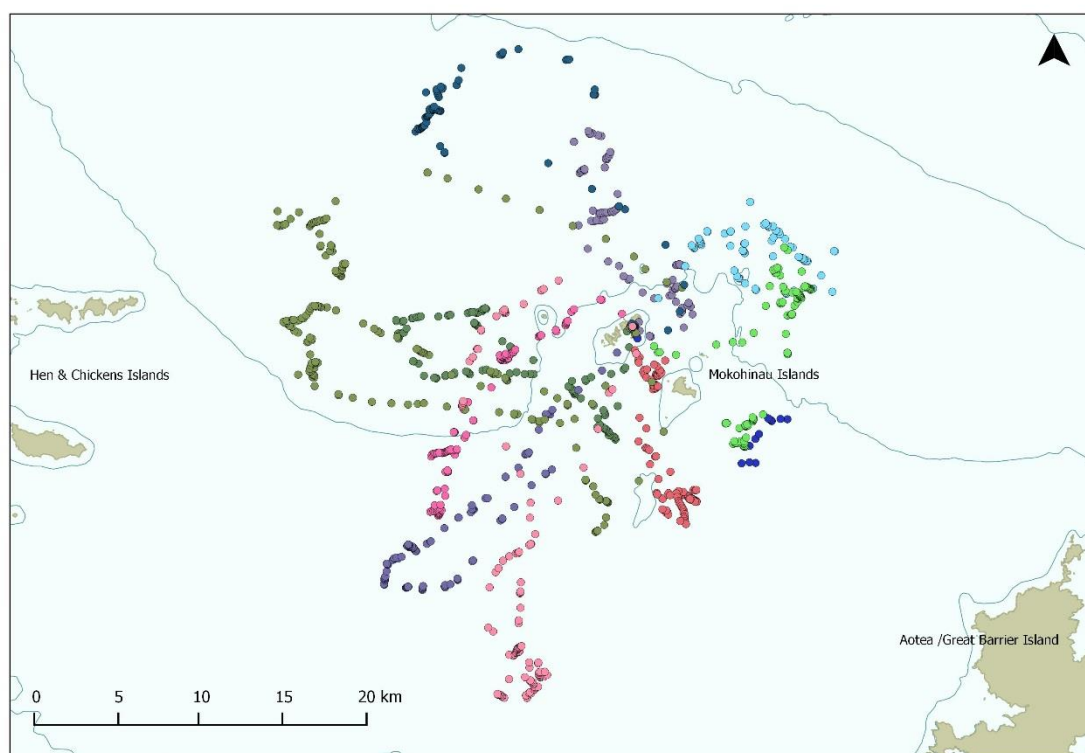 Hen & Chickens Islands
Mokohinau Islands
Aotea /Great Barrier Island
0 5 10 15 20 km